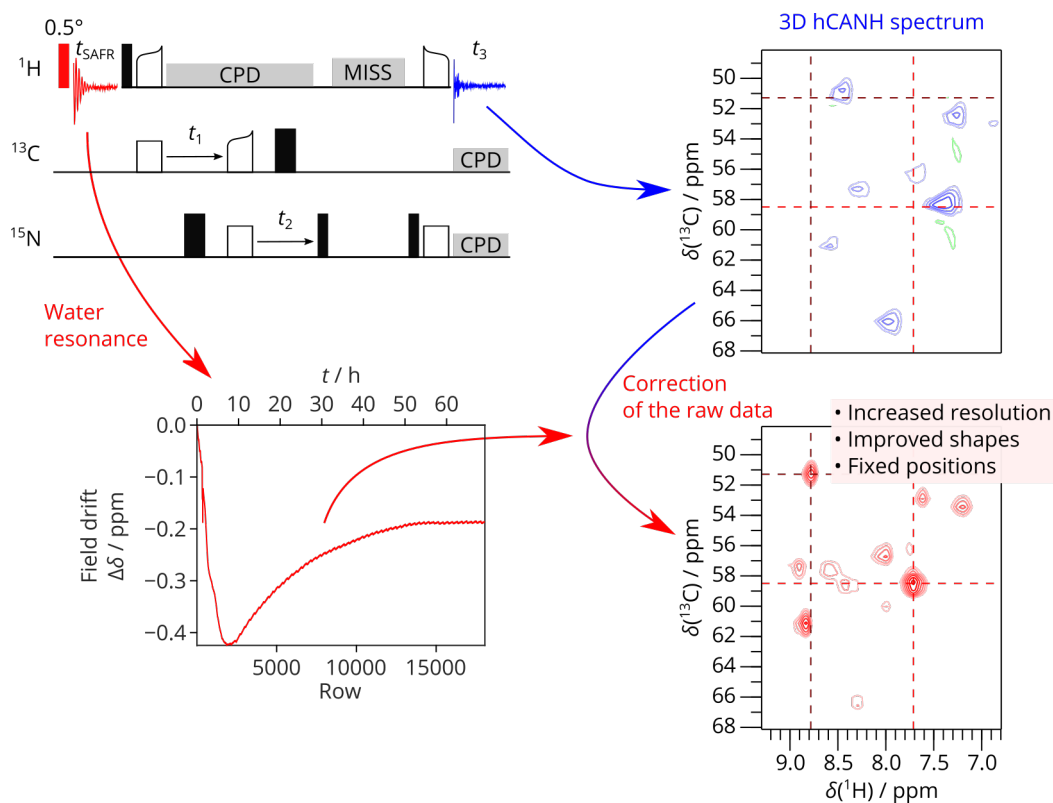 0.5°
tSAFR
t3
3D hCANH spectrum
1H
CPD
MISS
13C
t1
CPD
15N
t2
CPD
50
52
54
56
58
60
62
64
66
68
δ(13C) / ppm
Water
resonance
Correction
of the raw data
t / h
0 10 20 30 40 50 60
0.0
−0.1
−0.2
−0.3
−0.4
Field drift
Δδ / ppm
5000 10000 15000
Row
• Increased resolution
• Improved shapes
• Fixed positions
50
52
54
56
58
60
62
64
66
68
δ(13C) / ppm
9.0 8.5 8.0 7.5 7.0
δ(1H) / ppm